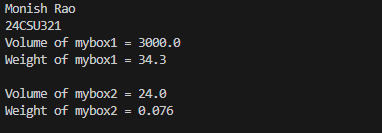 Monish Rao
24CSU321
Volume of mybox1 = 3000.0
Weight of mybox1 = 34.3
Volume of mybox2 = 24.0
Weight of mybox2 = 0.076